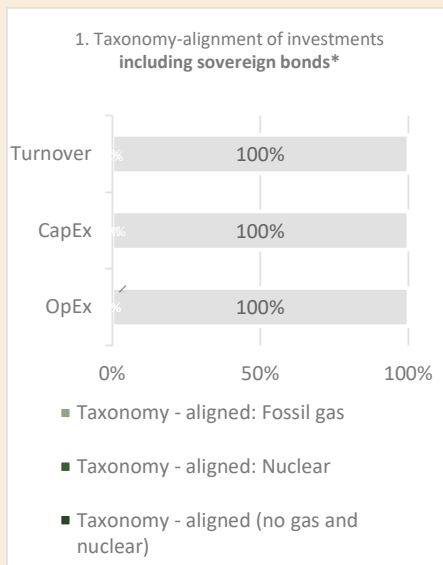 1. Taxonomy-alignment of investments
including sovereign bonds*
Turnover
100%
CapEx
100%
OpEx
100%
0%
50%
100%
Taxonomy - aligned: Fossil gas
Taxonomy - aligned: Nuclear
Taxonomy - aligned (no gas and
nuclear)